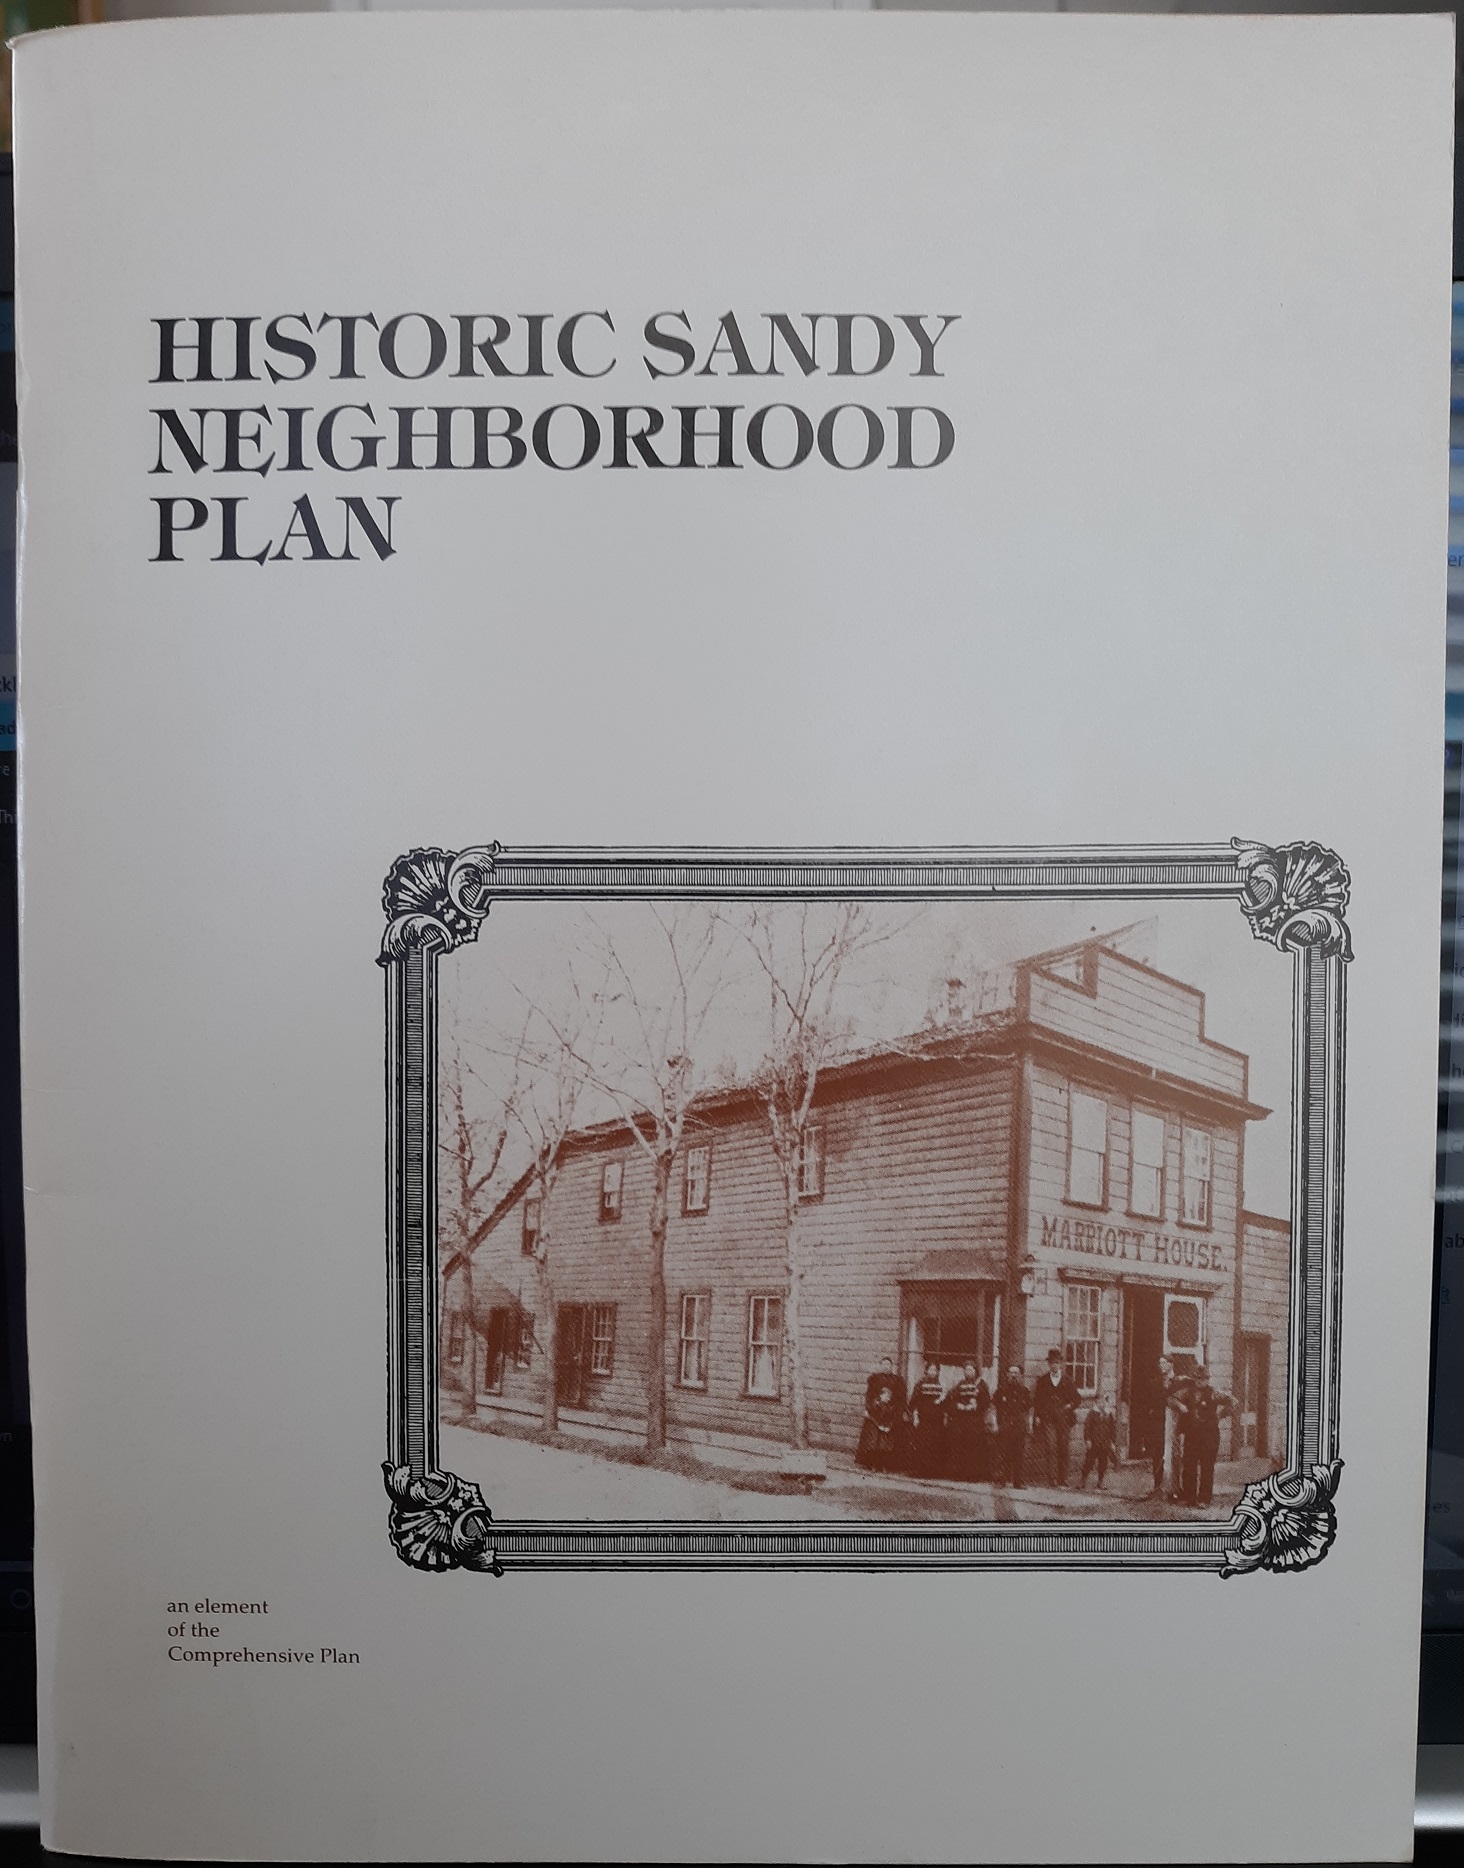 HISTORIC SANDY
NEIGHBORHOOD
PLAN
MARRIOTT HOUSE.
an element
of the
Comprehensive Plan